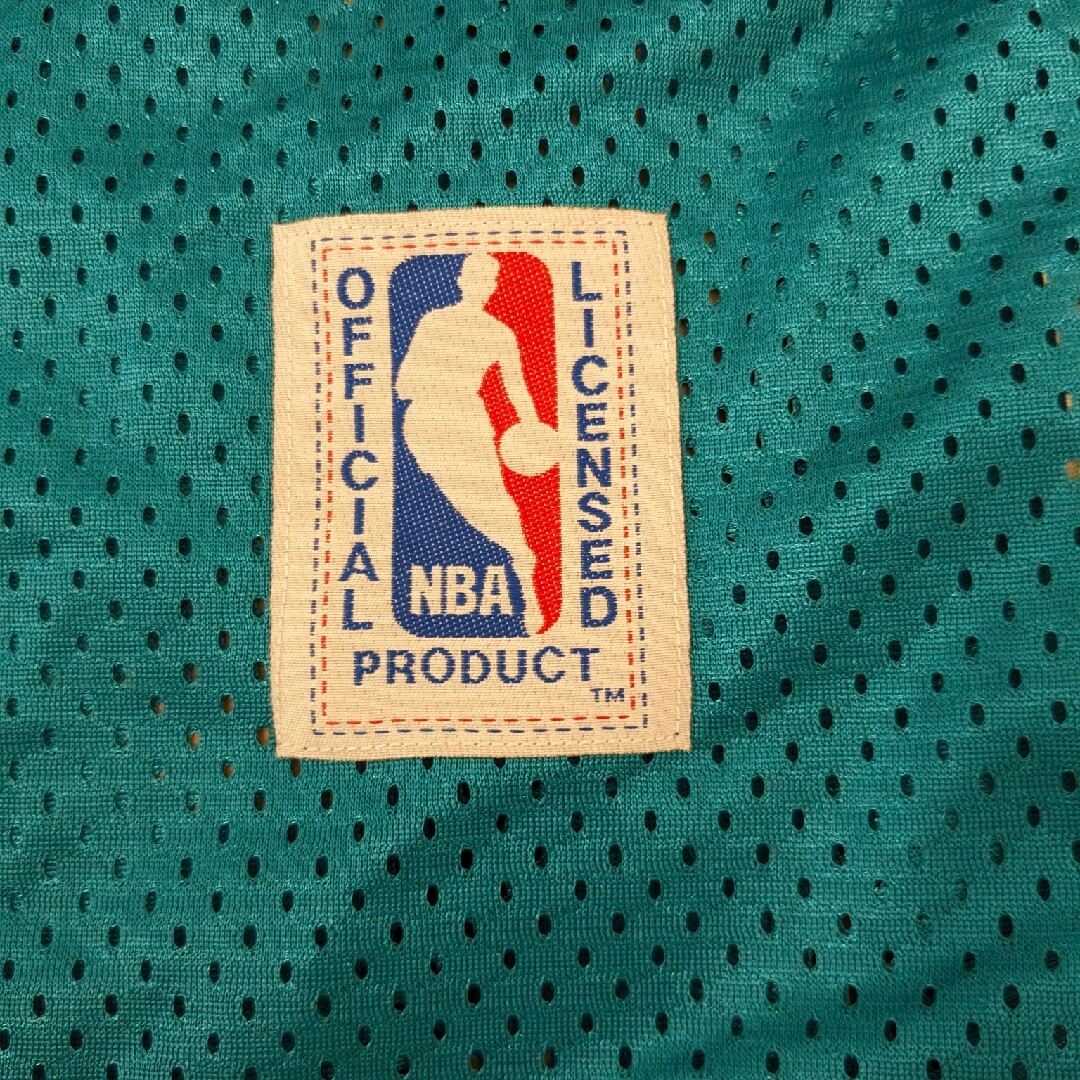 OFFICIAL
LICENSED
NBA
PRODUCT
TM